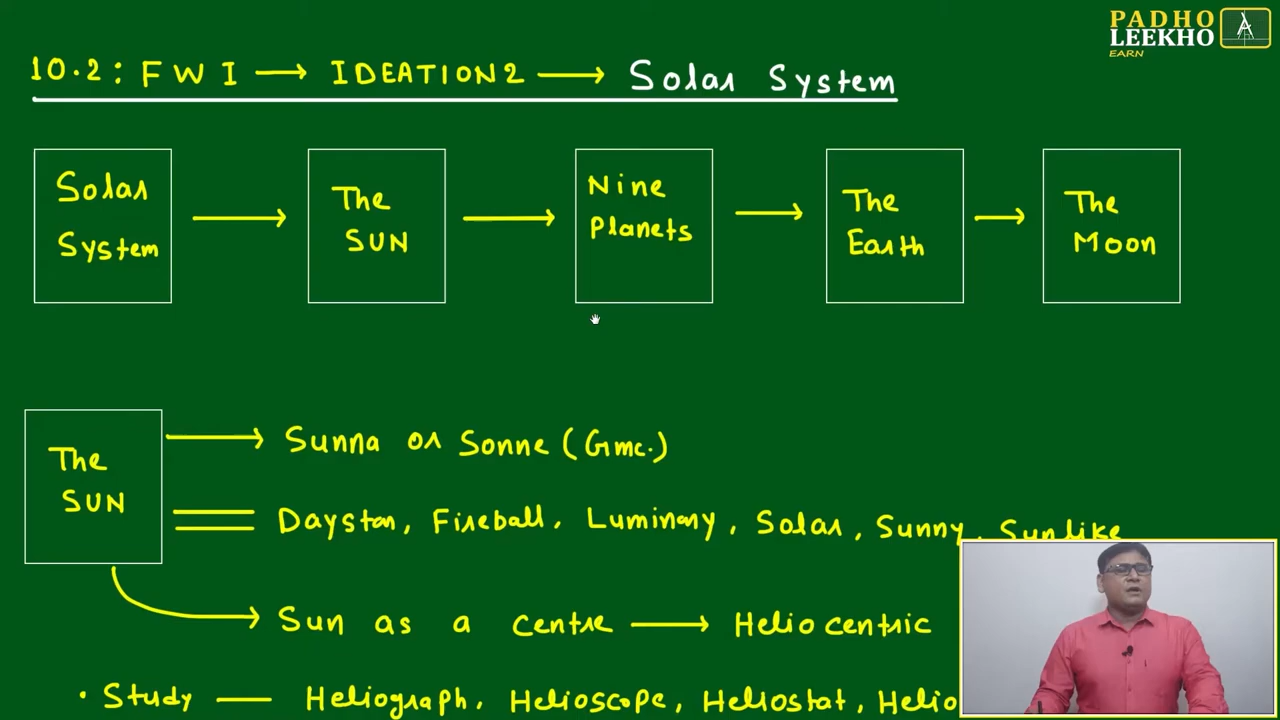 PADHO
LEEKHO
EARN
10.2: FWI → IDEATION2 → Solar System
Solar System → The SUN → Nine Planets → The Earth → The Moon
The SUN
Sunna or Sonne (Gmc.)
Daystar, Fireball, Luminary, Solar, Sunny, Sunlike
Sun as a centre → Heliocentric
• Study — Heliograph, Helioscope, Heliostat, Helio